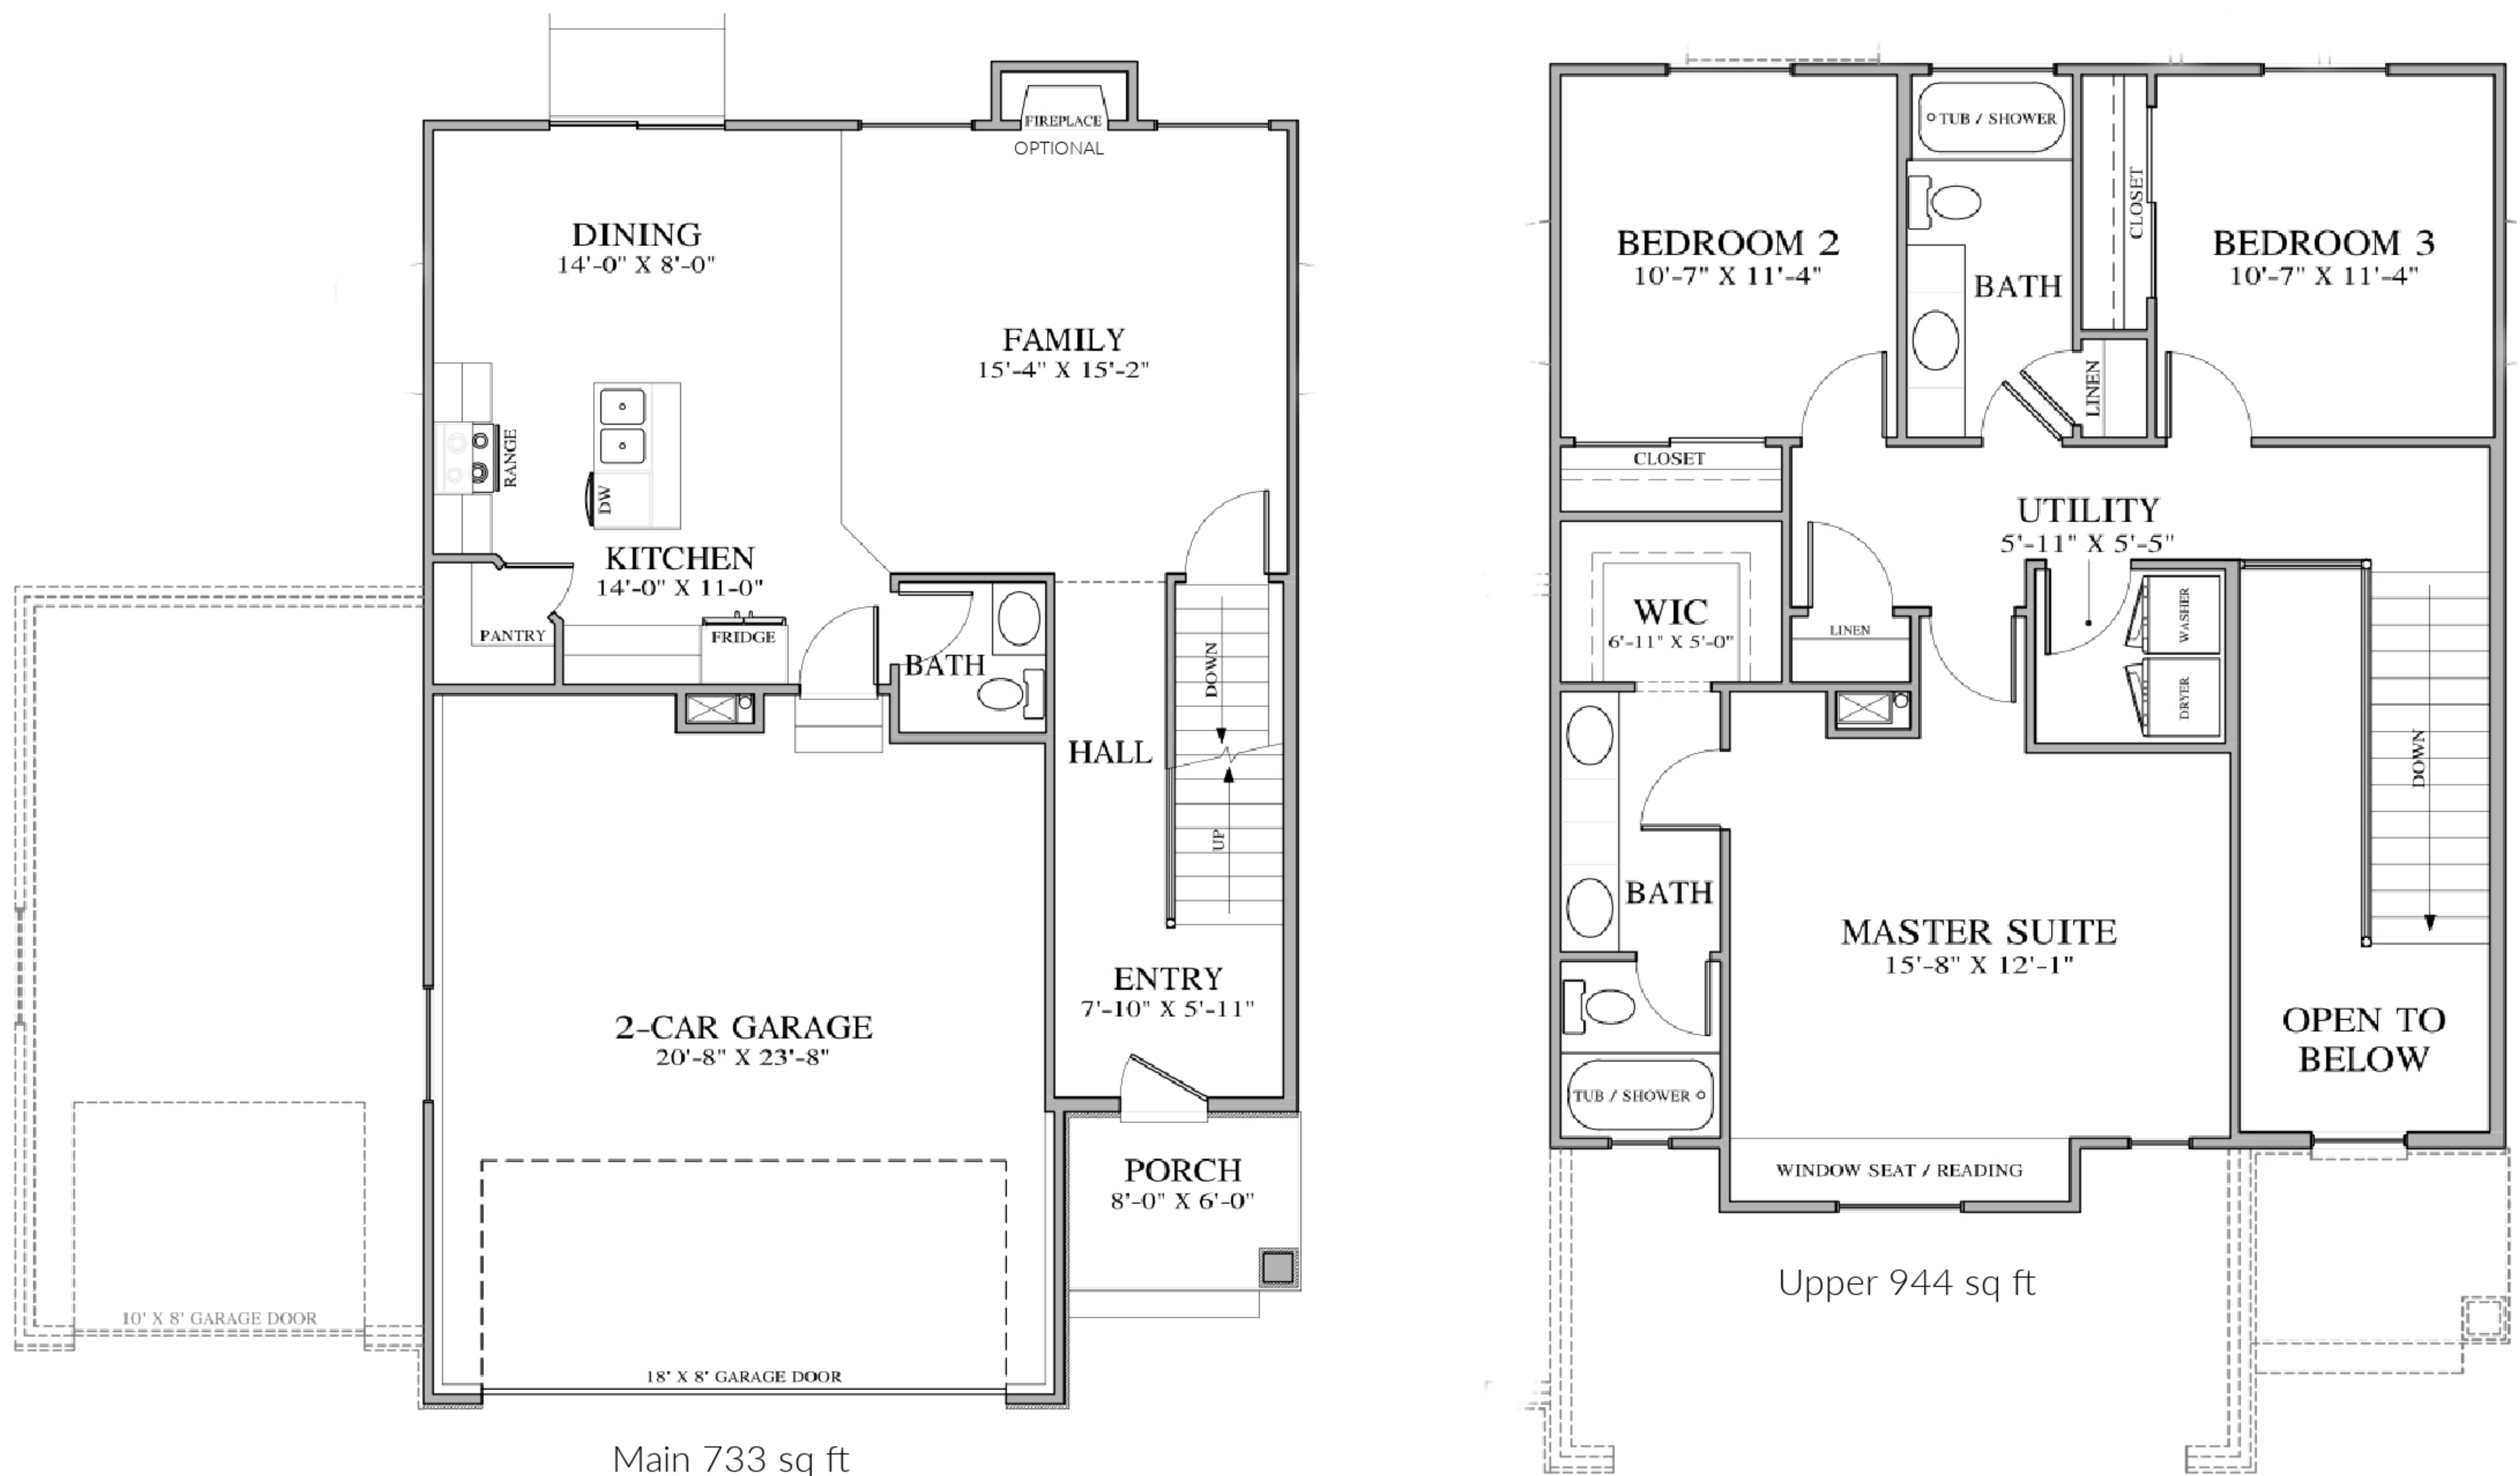 FIREPLACE
OPTIONAL
DINING
14'-0" X 8'-0"
FAMILY
15'-4" X 15'-2"
RANGE
DW
KITCHEN
14'-0" X 11-0"
PANTRY
FRIDGE
BATH
DOWN
HALL
UP
ENTRY
7'-10" X 5'-11"
2-CAR GARAGE
20'-8" X 23'-8"
PORCH
8'-0" X 6'-0"
10' X 8' GARAGE DOOR
18' X 8' GARAGE DOOR
Main 733 sq ft
TUB / SHOWER
CLOSET
BEDROOM 2
10'-7" X 11'-4"
BATH
BEDROOM 3
10'-7" X 11'-4"
LINEN
CLOSET
UTILITY
5'-11" X 5'-5"
WIC
6'-11" X 5'-0"
LINEN
WASHER
DRYER
DOWN
BATH
MASTER SUITE
15'-8" X 12'-1"
OPEN TO
BELOW
TUB / SHOWER
WINDOW SEAT / READING
Upper 944 sq ft